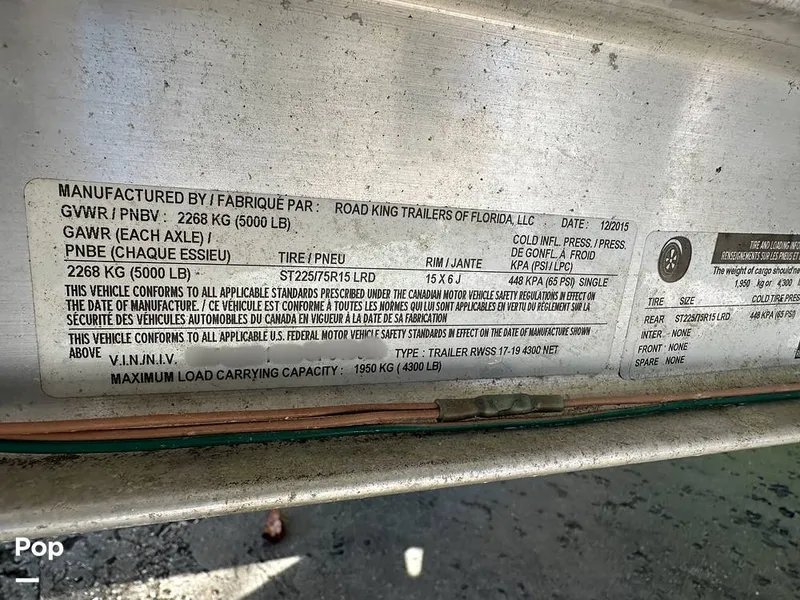 MANUFACTURED BY / FABRIQUÉ PAR : ROAD KING TRAILERS OF FLORIDA, LLC DATE : 12/2015
GVWR / PNBV : 2268 KG (5000 LB)
GAWR (EACH AXLE) /
PNBE (CHAQUE ESSIEU) TIRE / PNEU RIM / JANTE COLD INFL. PRESS. / PRESS. DE GONFL. À FROID KPA (PSI / LPC)
2268 KG (5000 LB) ST225/75R15 LRD 15 X 6 J 448 KPA (65 PSI) SINGLE
THIS VEHICLE CONFORMS TO ALL APPLICABLE STANDARDS PRESCRIBED UNDER THE CANADIAN MOTOR VEHICLE SAFETY REGULATIONS IN EFFECT ON
THE DATE OF MANUFACTURE. / CE VÉHICULE EST CONFORME À TOUTES LES NORMES QUI LUI SONT APPLICABLES EN VERTU DU RÈGLEMENT SUR LA
SÉCURITÉ DES VÉHICULES AUTOMOBILES DU CANADA EN VIGUEUR À LA DATE DE SA FABRICATION
THIS VEHICLE CONFORMS TO ALL APPLICABLE U.S. FEDERAL MOTOR VEHICLE SAFETY STANDARDS IN EFFECT ON THE DATE OF MANUFACTURE SHOWN
ABOVE V.I.N./N.I.V. TYPE : TRAILER RWSS 17-19 4300 NET
MAXIMUM LOAD CARRYING CAPACITY : 1950 KG ( 4300 LB)
TIRE AND LOADING
RENSEIGNEMENTS SUR LES PNEUS ET
The weight of cargo should
1,950 kg or 4,300
TIRE SIZE COLD TIRE
REAR ST225/75R15 LRD 448 KPA (65 PSI)
INTER. NONE
FRONT NONE
SPARE NONE
Pop